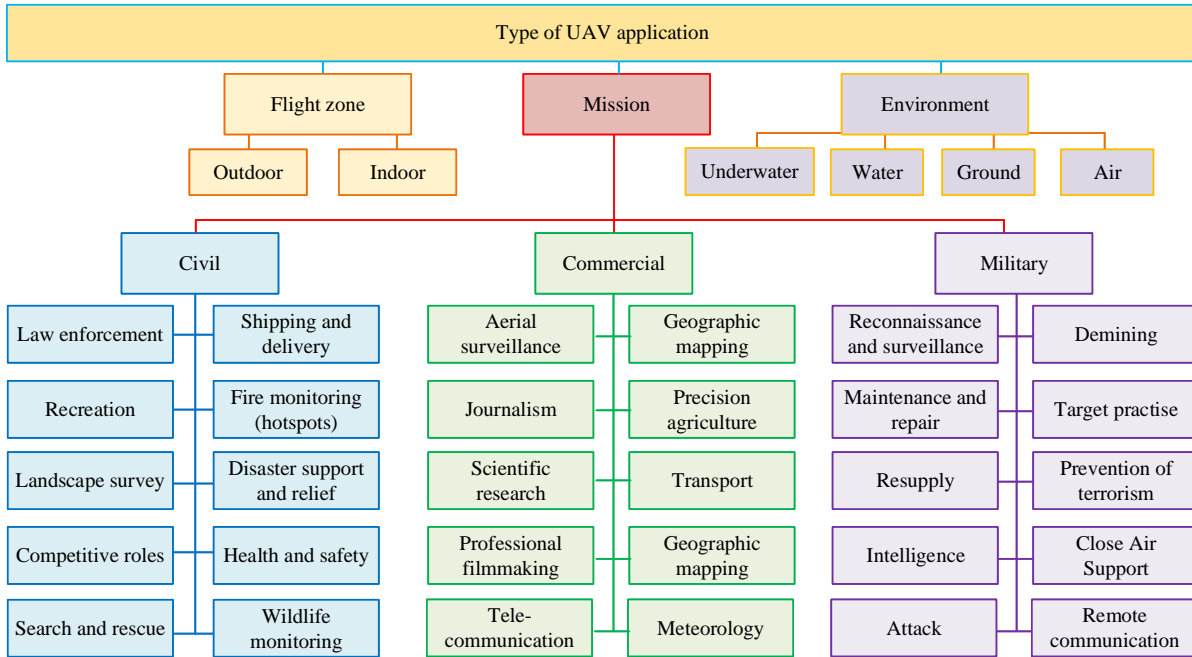 Type of UAV application
Flight zone
Mission
Environment
Outdoor
Indoor
Underwater
Water
Ground
Air
Civil
Commercial
Military
Law enforcement
Shipping and
delivery
Recreation
Fire monitoring
(hotspots)
Landscape survey
Disaster support
and relief
Competitive roles
Health and safety
Search and rescue
Wildlife
monitoring
Aerial
surveillance
Geographic
mapping
Journalism
Precision
agriculture
Scientific
research
Transport
Professional
filmmaking
Geographic
mapping
Tele-
communication
Meteorology
Reconnaissance
and surveillance
Demining
Maintenance and
repair
Target practise
Resupply
Prevention of
terrorism
Intelligence
Close Air
Support
Attack
Remote
communication